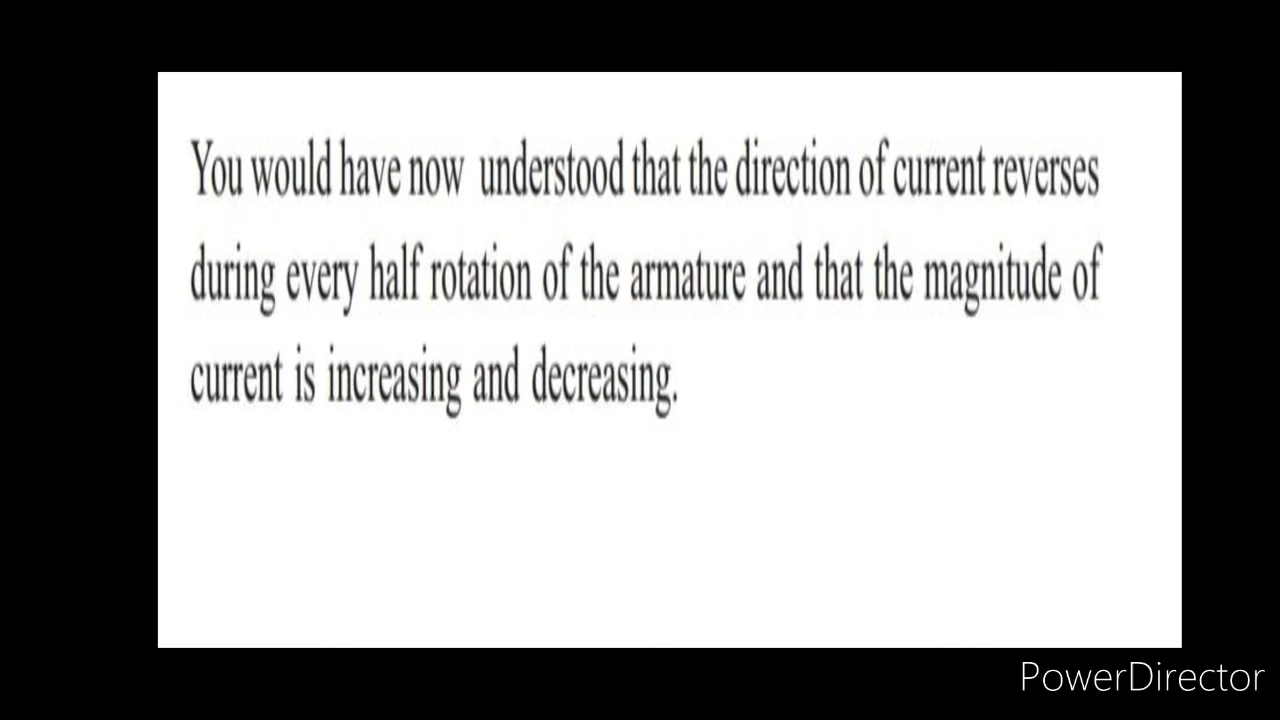 You would have now understood that the direction of current reverses
during every half rotation of the armature and that the magnitude of
current is increasing and decreasing.
PowerDirector